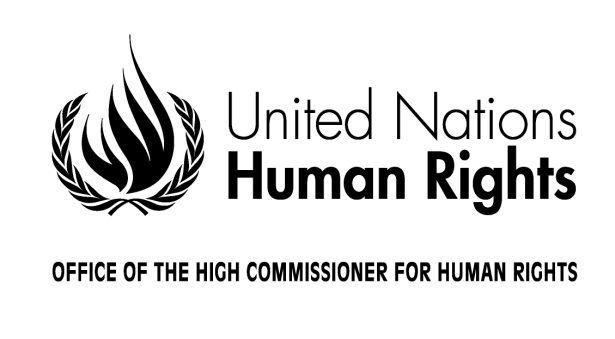 United Nations
Human Rights
OFFICE OF THE HIGH COMMISSIONER FOR HUMAN RIGHTS